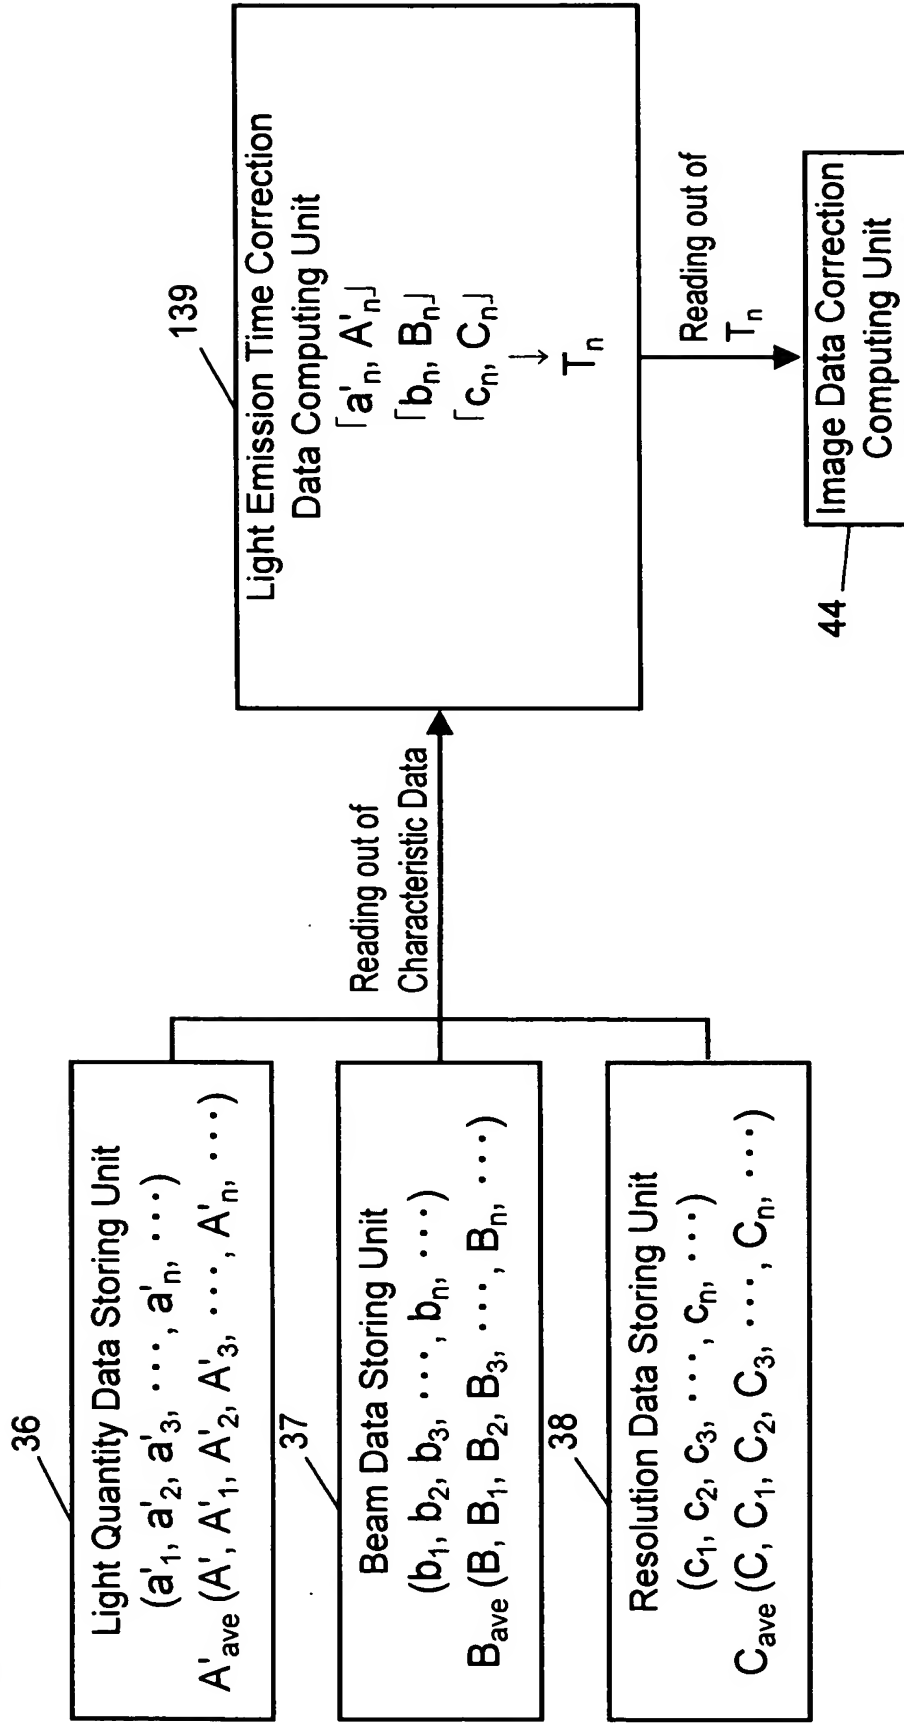 36
Light Quantity Data Storing Unit
(a'1, a'2, a'3, ···, a'n, ···)
A'ave (A', A'1, A'2, A'3, ···, A'n, ···)
37
Beam Data Storing Unit
(b1, b2, b3, ···, bn, ···)
Bave (B, B1, B2, B3, ···, Bn, ···)
38
Resolution Data Storing Unit
(c1, c2, c3, ···, cn, ···)
Cave (C, C1, C2, C3, ···, Cn, ···)
Reading out of
Characteristic Data
139
Light Emission Time Correction
Data Computing Unit
「a'n, A'n」
「bn, Bn」
「cn, Cn」
↓
Tn
Reading out of
Tn
44
Image Data Correction
Computing Unit